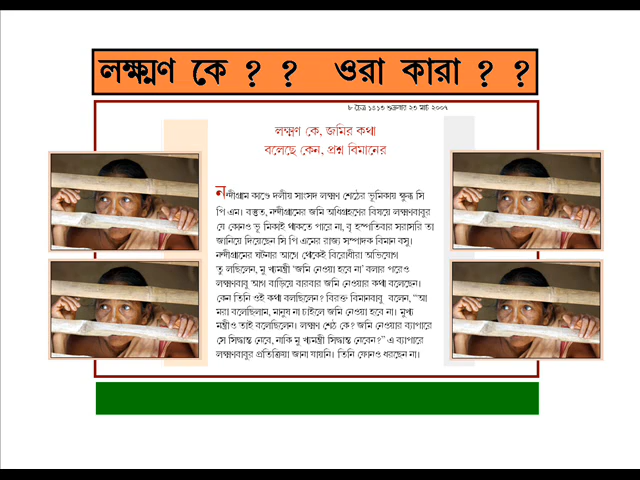 লক্ষ্মণ কে ? ? ওরা কারা ? ?
৮ চৈত্র ১৪১৩ শুক্রবার ২৩ মার্চ ২০০৭
লক্ষ্মণ কে, জমির কথা
বলেছে কেন, প্রশ্ন বিমানের
নন্দীগ্রাম কাণ্ডে দলীয় সাংসদ লক্ষ্মণ শেঠের ভূমিকায় ক্ষুব্ধ সি
পি এম। বস্তুত, নন্দীগ্রামের জমি অধিগ্রহণের বিষয়ে লক্ষ্মণবাবুর
যে কোনও ভূ মিকাই থাকতে পারে না, বৃ হস্পতিবার সরাসরি তা
জানিয়ে দিয়েছেন সি পি এমের রাজ্য সম্পাদক বিমান বসু।
নন্দীগ্রামের ঘটনার আগে থেকেই বিরোধীরা অভিযোগ
তু লছিলেন, মু খ্যমন্ত্রী 'জমি নেওয়া হবে না' বলার পরেও
লক্ষ্মণবাবু আগ বাড়িয়ে বারবার জমি নেওয়ার কথা বলেছেন।
কেন তিনি ওই কথা বলছিলেন? বিরক্ত বিমানবাবু বলেন, "আ
মরা বলেছিলাম, মানুষ না চাইলে জমি নেওয়া হবে না। মুখ্য
মন্ত্রীও তাই বলেছিলেন। লক্ষ্মণ শেঠ কে? জমি নেওয়ার ব্যাপারে
সে সিদ্ধান্ত নেবে, নাকি মু খ্যমন্ত্রী সিদ্ধান্ত নেবেন?" এ ব্যাপারে
লক্ষ্মণবাবুর প্রতিক্রিয়া জানা যায়নি। তিনি ফোনও ধরছেন না।